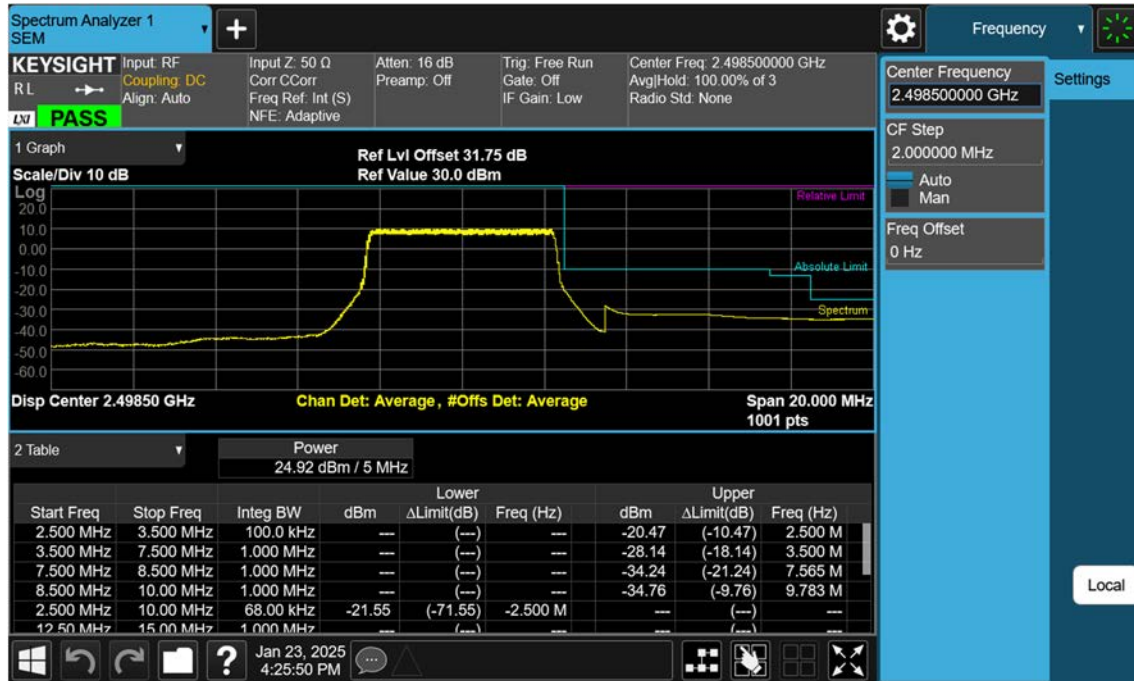 Spectrum Analyzer 1
SEM
Frequency
KEYSIGHT
RL
LXI PASS
Input: RF
Coupling: DC
Align: Auto
Input Z: 50 Ω
Corr CCorr
Freq Ref: Int (S)
NFE: Adaptive
Atten: 16 dB
Preamp: Off
Trig: Free Run
Gate: Off
IF Gain: Low
Center Freq: 2.498500000 GHz
Avg|Hold: 100.00% of 3
Radio Std: None
Center Frequency
2.498500000 GHz
Settings
CF Step
2.000000 MHz
Auto
Man
Freq Offset
0 Hz
1 Graph
Scale/Div 10 dB
Ref Lvl Offset 31.75 dB
Ref Value 30.0 dBm
Log
20.0
10.0
0.00
-10.0
-20.0
-30.0
-40.0
-50.0
-60.0
Relative Limit
Absolute Limit
Spectrum
Disp Center 2.49850 GHz
Chan Det: Average, #Offs Det: Average
Span 20.000 MHz
1001 pts
2 Table
Power
24.92 dBm / 5 MHz
Lower Upper
Start Freq Stop Freq Integ BW dBm ΔLimit(dB) Freq (Hz) dBm ΔLimit(dB) Freq (Hz)
2.500 MHz 3.500 MHz 100.0 kHz --- (---) --- -20.47 (-10.47) 2.500 M
3.500 MHz 7.500 MHz 1.000 MHz --- (---) --- -28.14 (-18.14) 3.500 M
7.500 MHz 8.500 MHz 1.000 MHz --- (---) --- -34.24 (-21.24) 7.565 M
8.500 MHz 10.00 MHz 1.000 MHz --- (---) --- -34.76 (-9.76) 9.783 M
2.500 MHz 10.00 MHz 68.00 kHz -21.55 (-71.55) -2.500 M --- (---) ---
12.50 MHz 15.00 MHz 1.000 MHz --- (---) --- --- (---) ---
Local
?
Jan 23, 2025
4:25:50 PM